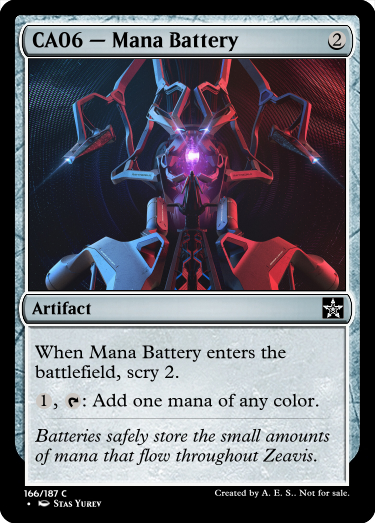 CA06 — Mana Battery 2
Artifact
When Mana Battery enters the
battlefield, scry 2.
1, : Add one mana of any color.
Batteries safely store the small amounts
of mana that flow throughout Zeavis.
166/187 C Created by A. E. S.. Not for sale.
• Stas Yurev